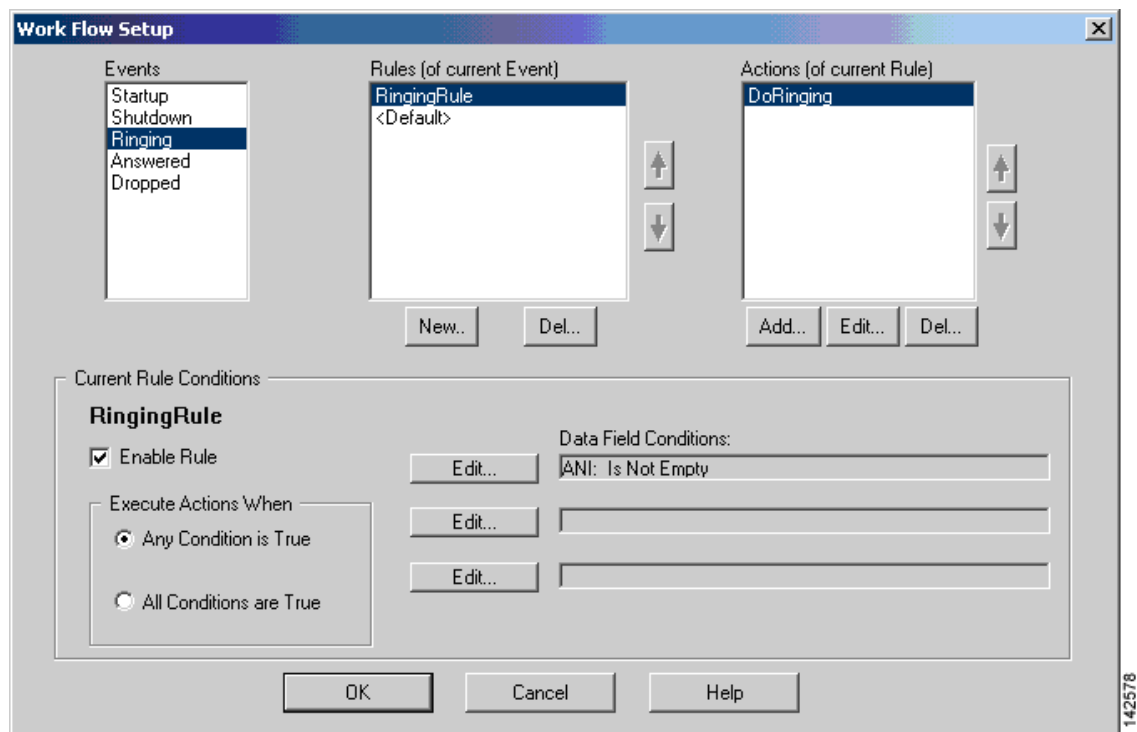 Work Flow Setup
Events
Startup
Shutdown
Ringing
Answered
Dropped
Rules (of current Event)
RingingRule
<Default>
New..
Del...
Actions (of current Rule)
DoRinging
Add...
Edit...
Del...
Current Rule Conditions
RingingRule
Enable Rule
Execute Actions When
Any Condition is True
All Conditions are True
Data Field Conditions:
Edit...
ANI: Is Not Empty
Edit...
Edit...
OK
Cancel
Help
142578